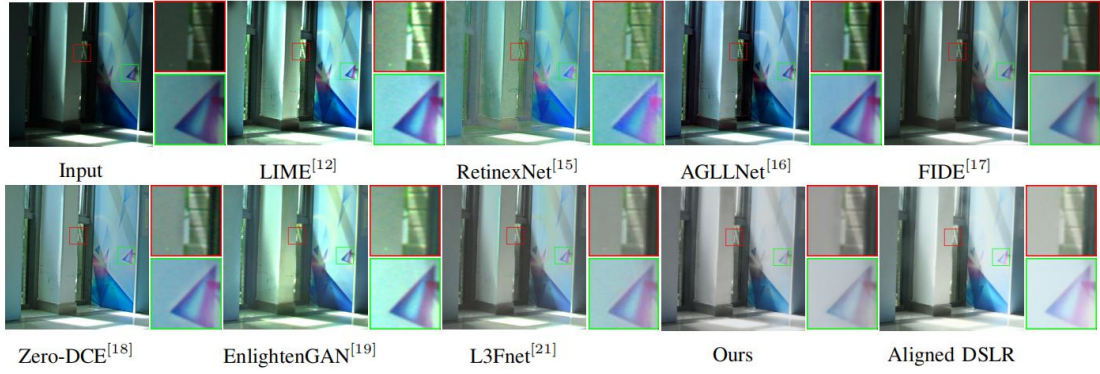 Input LIME[12] RetinexNet[15] AGLLNet[16] FIDE[17]
Zero-DCE[18] EnlightenGAN[19] L3Fnet[21] Ours Aligned DSLR